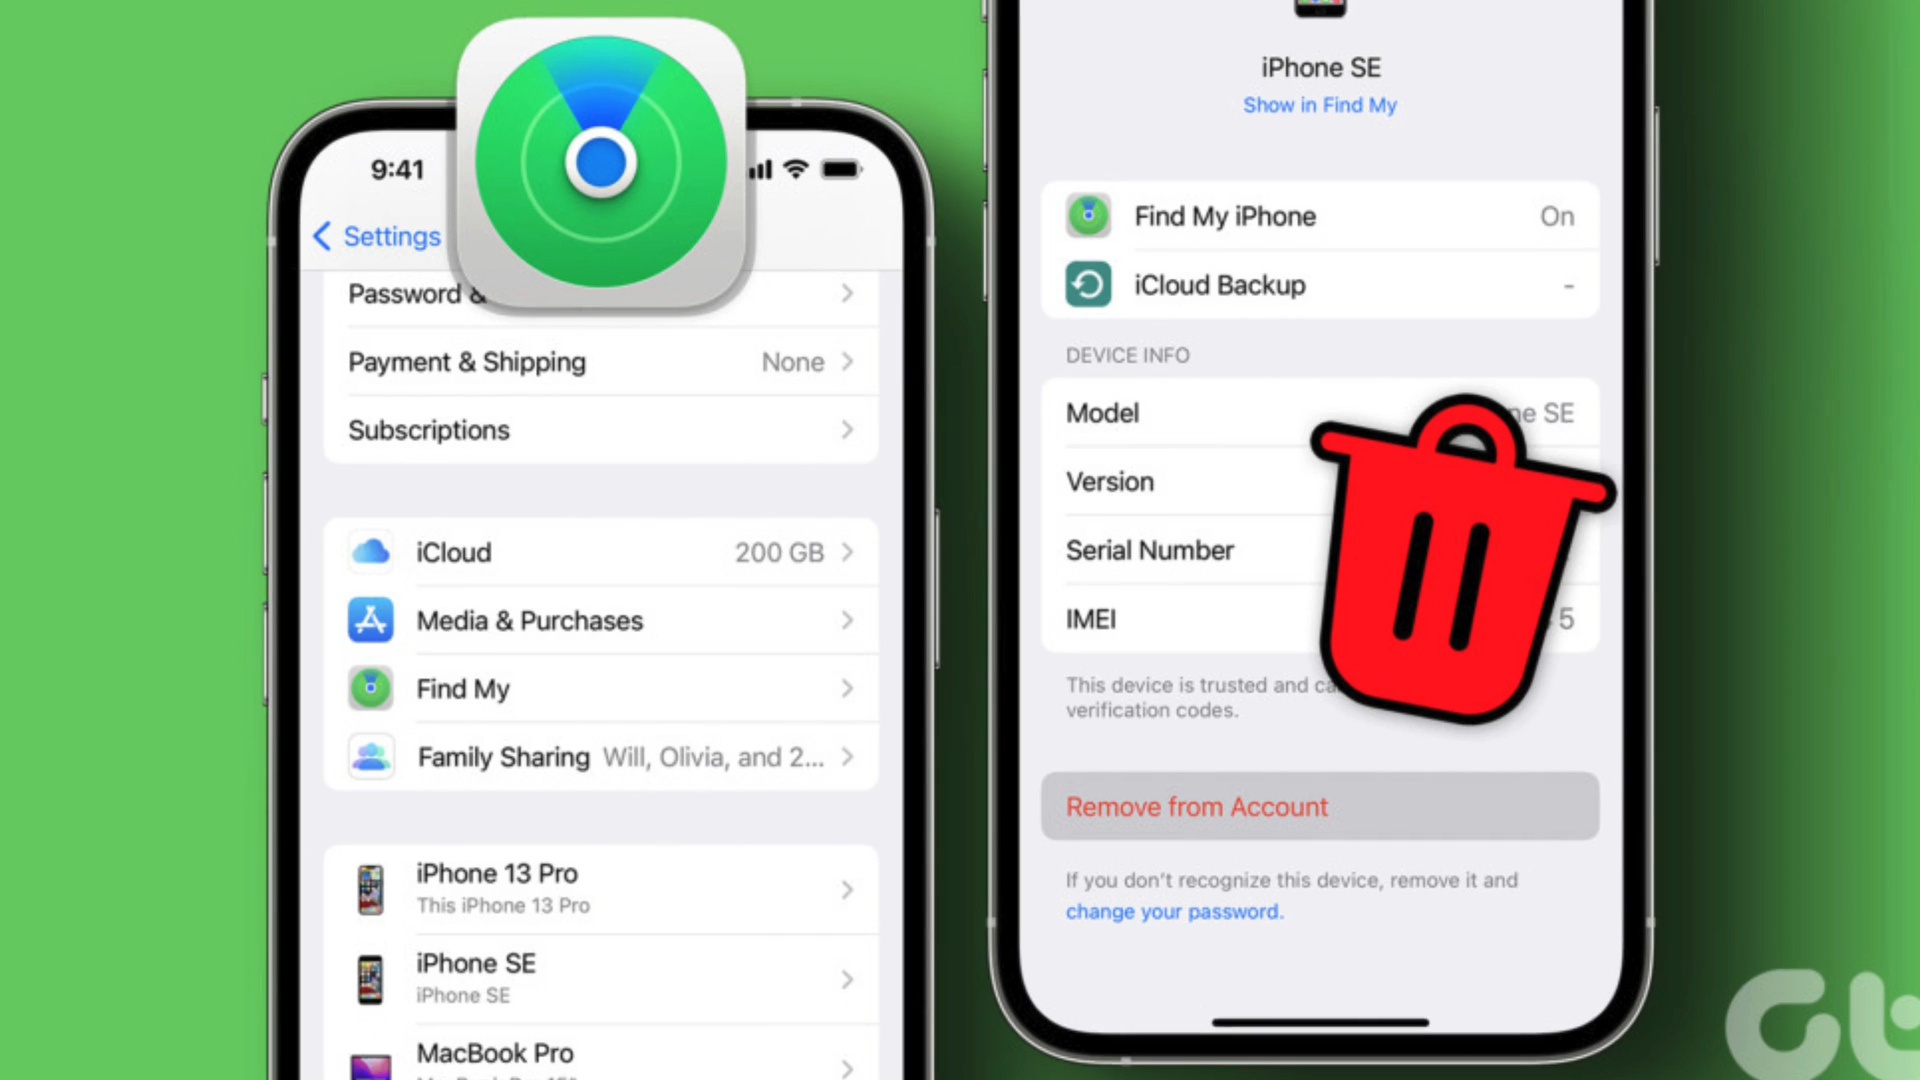 9:41
Settings
Password &
Payment & Shipping None
Subscriptions
iCloud 200 GB
Media & Purchases
Find My
Family Sharing Will, Olivia, and 2...
iPhone 13 Pro
This iPhone 13 Pro
iPhone SE
iPhone SE
MacBook Pro
iPhone SE
Show in Find My
Find My iPhone On
iCloud Backup -
DEVICE INFO
Model SE
Version
Serial Number
IMEI 5
This device is trusted and
verification codes.
Remove from Account
If you don't recognize this device, remove it and
change your password.